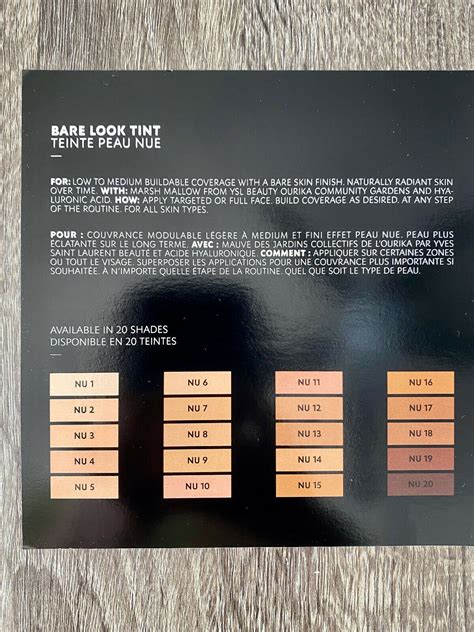 BARE LOOK TINT
TEINTE PEAU NUE
FOR: LOW TO MEDIUM BUILDABLE COVERAGE WITH A BARE SKIN FINISH. NATURALLY RADIANT SKIN
OVER TIME. WITH: MARSH MALLOW FROM YSL BEAUTY OURIKA COMMUNITY GARDENS AND HYA-
LURONIC ACID. HOW: APPLY TARGETED OR FULL FACE. BUILD COVERAGE AS DESIRED. AT ANY STEP
OF THE ROUTINE. FOR ALL SKIN TYPES.
POUR : COUVRANCE MODULABLE LÉGÈRE À MEDIUM ET FINI EFFET PEAU NUE. PEAU PLUS
ÉCLATANTE SUR LE LONG TERME. AVEC : MAUVE DES JARDINS COLLECTIFS DE L'OURIKA PAR YVES
SAINT LAURENT BEAUTÉ ET ACIDE HYALURONIQUE COMMENT : APPLIQUER SUR CERTAINES ZONES
OU TOUT LE VISAGE. SUPERPOSER LES APPLICATIONS POUR UNE COUVRANCE PLUS IMPORTANTE SI
SOUHAITÉE. À N'IMPORTE QUELLE ÉTAPE DE LA ROUTINE. QUEL QUE SOIT LE TYPE DE PEAU.
AVAILABLE IN 20 SHADES
DISPONIBLE EN 20 TEINTES
NU 1
NU 2
NU 3
NU 4
NU 5
NU 6
NU 7
NU 8
NU 9
NU 10
NU 11
NU 12
NU 13
NU 14
NU 15
NU 16
NU 17
NU 18
NU 19
NU 20